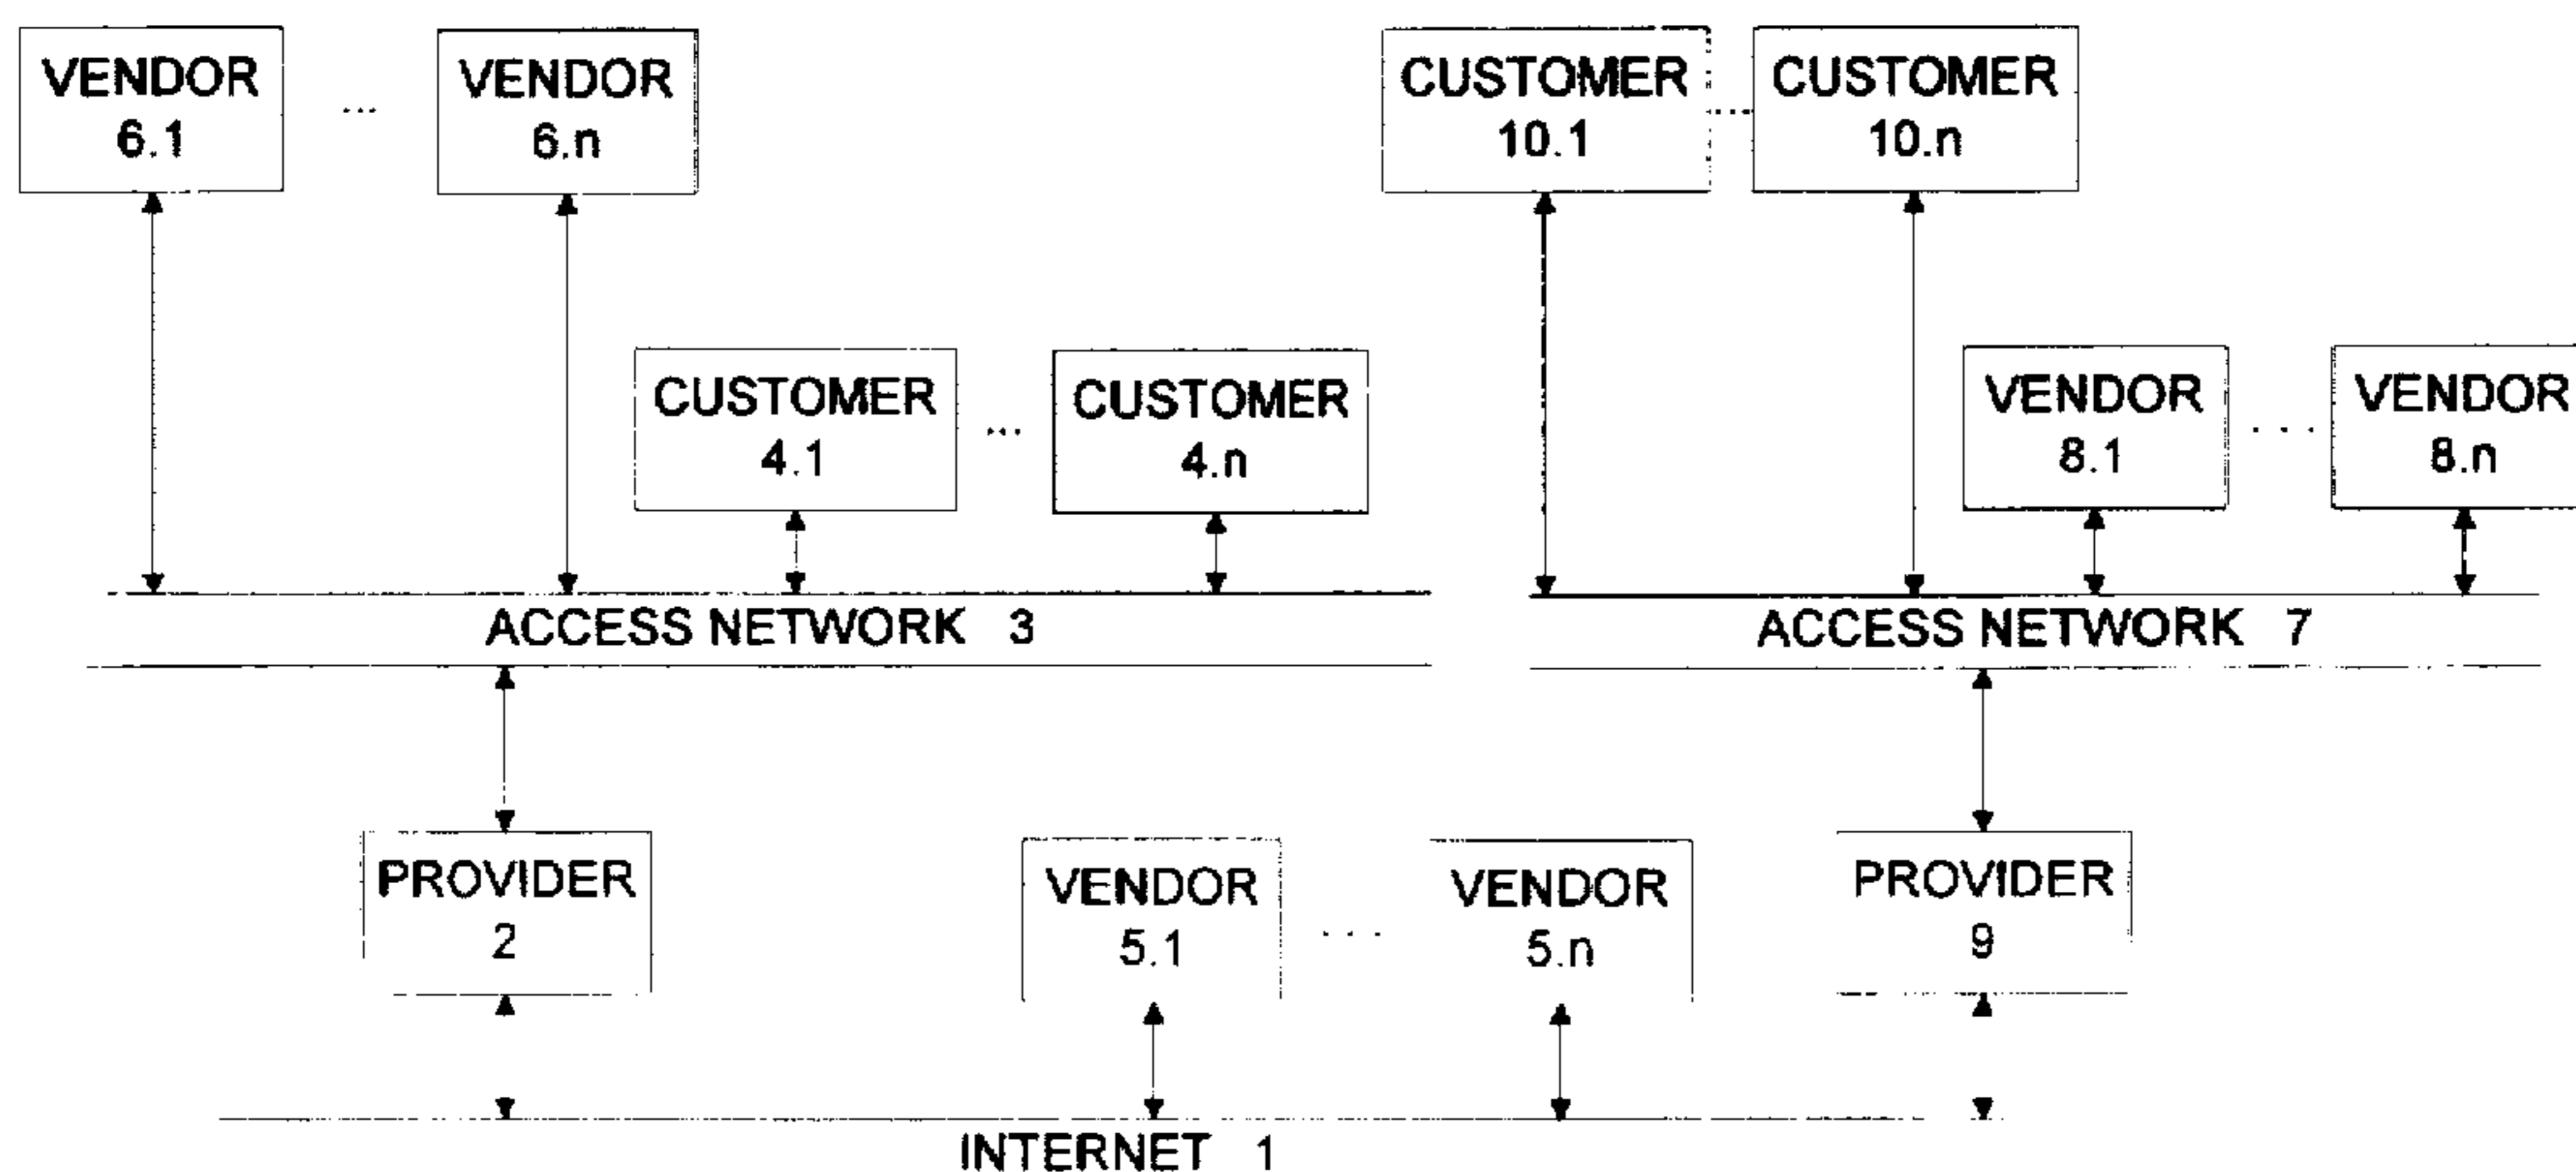 VENDOR
6.1
...
VENDOR
6.n
CUSTOMER
10.1
.....
CUSTOMER
10.n
CUSTOMER
4.1
...
CUSTOMER
4.n
VENDOR
8.1
...
VENDOR
8.n
ACCESS NETWORK 3
ACCESS NETWORK 7
PROVIDER
2
VENDOR
5.1
...
VENDOR
5.n
PROVIDER
9
INTERNET 1